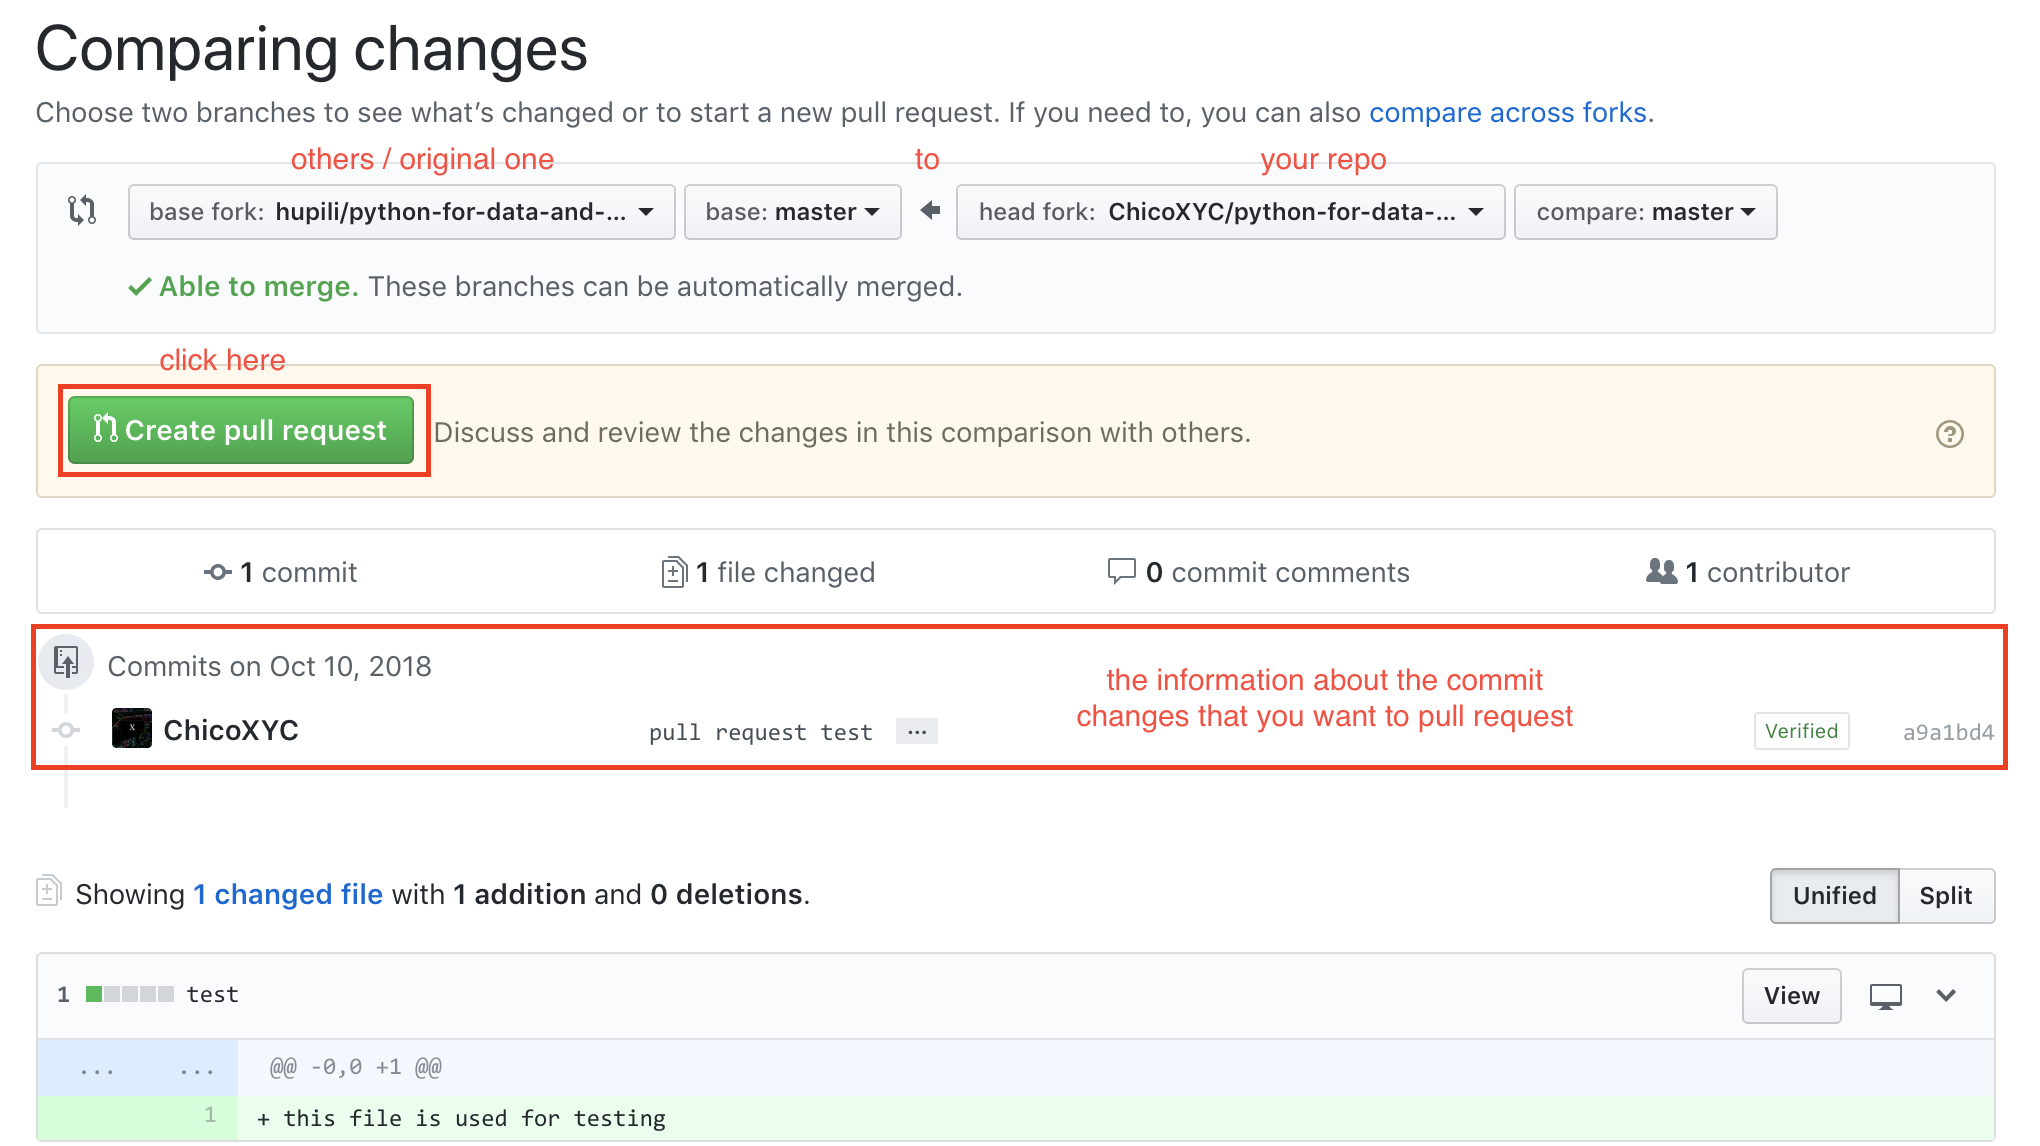 Comparing changes
Choose two branches to see what's changed or to start a new pull request. If you need to, you can also compare across forks.
others / original one to your repo
base fork: hupili/python-for-data-and-... base: master head fork: ChicoXYC/python-for-data-... compare: master
Able to merge. These branches can be automatically merged.
click here
Create pull request Discuss and review the changes in this comparison with others.
1 commit 1 file changed 0 commit comments 1 contributor
Commits on Oct 10, 2018
the information about the commit
changes that you want to pull request
ChicoXYC pull request test ... Verified a9a1bd4
Showing 1 changed file with 1 addition and 0 deletions.
Unified Split
1 test View
... ... @@ -0,0 +1 @@
1 + this file is used for testing